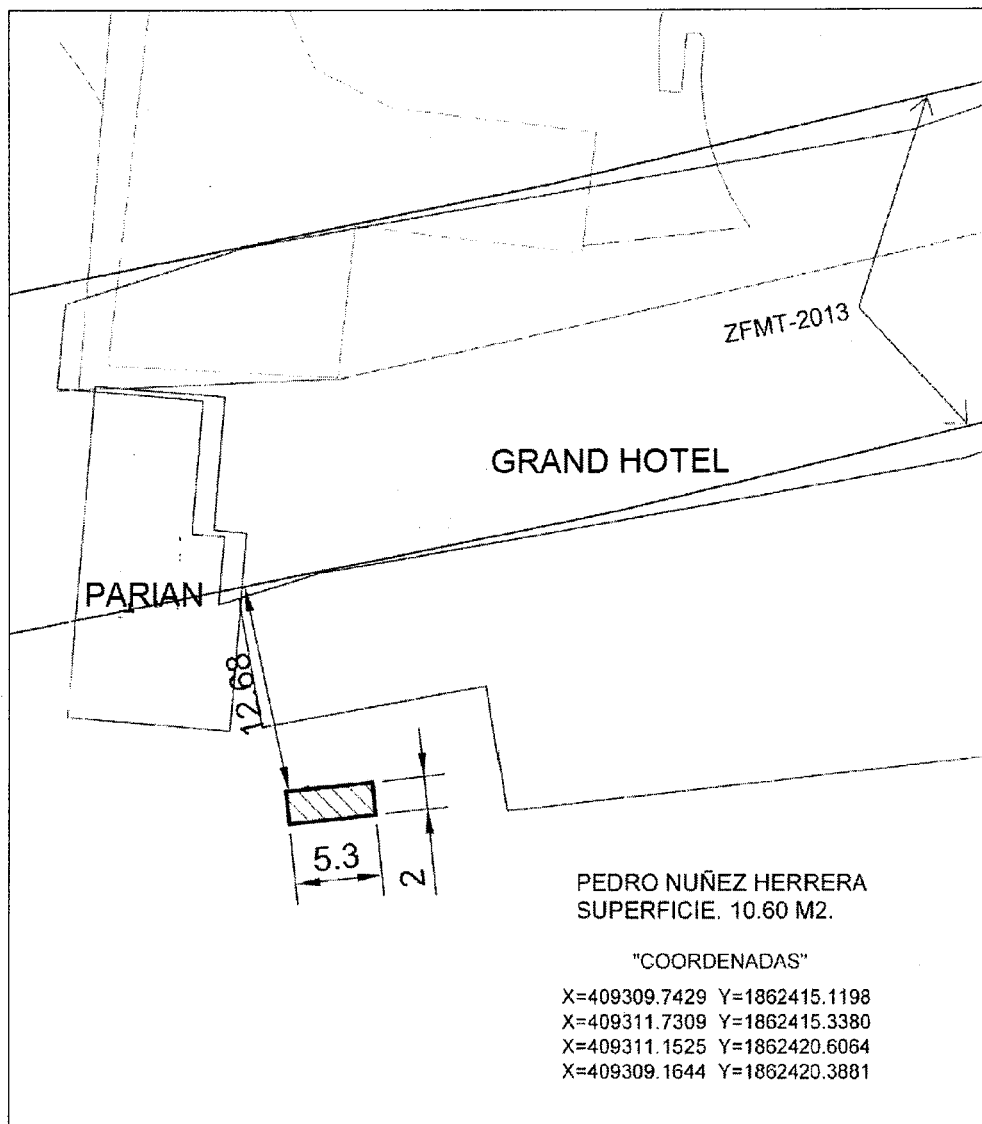 ZFMT-2013
GRAND HOTEL
PARIAN
12.68
5.3
2
PEDRO NUÑEZ HERRERA
SUPERFICIE. 10.60 M2.
"COORDENADAS"
X=409309.7429 Y=1862415.1198
X=409311.7309 Y=1862415.3380
X=409311.1525 Y=1862420.6064
X=409309.1644 Y=1862420.3881